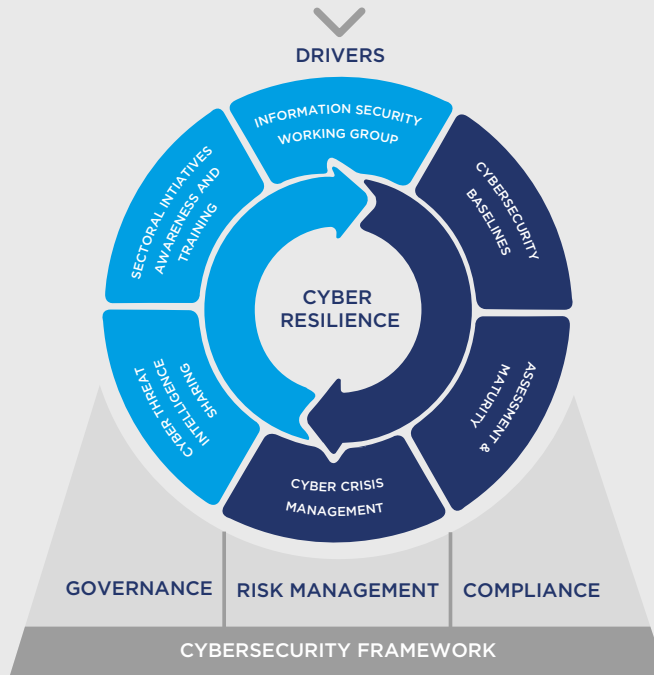 DRIVERS
INFORMATION SECURITY
WORKING GROUP
CYBERSECURITY
BASELINES
ASSESSMENT &
MATURITY
CYBER CRISIS
MANAGEMENT
CYBER THREAT
INTELLIGENCE
SHARING
SECTORAL INTIATIVES
AWARENESS AND
TRAINING
CYBER
RESILIENCE
GOVERNANCE
RISK MANAGEMENT
COMPLIANCE
CYBERSECURITY FRAMEWORK